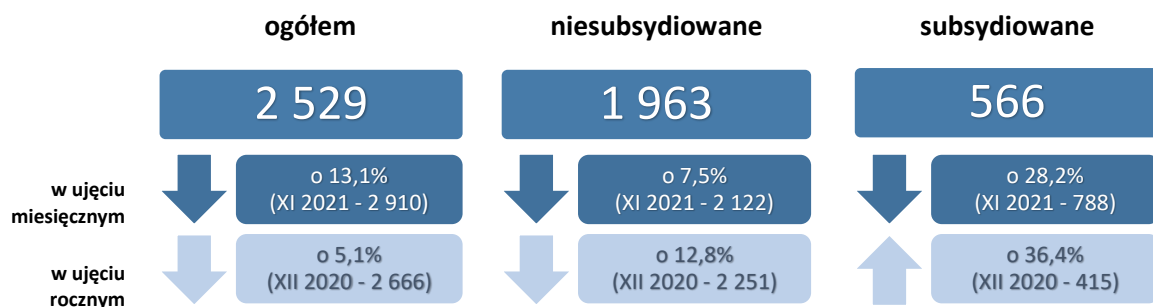 ogółem
niesubsydiowane
subsydiowane
2 529
1 963
566
w ujęciu
miesięcznym
o 13,1%
(XI 2021 - 2 910)
o 7,5%
(XI 2021 - 2 122)
o 28,2%
(XI 2021 - 788)
w ujęciu
rocznym
o 5,1%
(XII 2020 - 2 666)
o 12,8%
(XII 2020 - 2 251)
o 36,4%
(XII 2020 - 415)